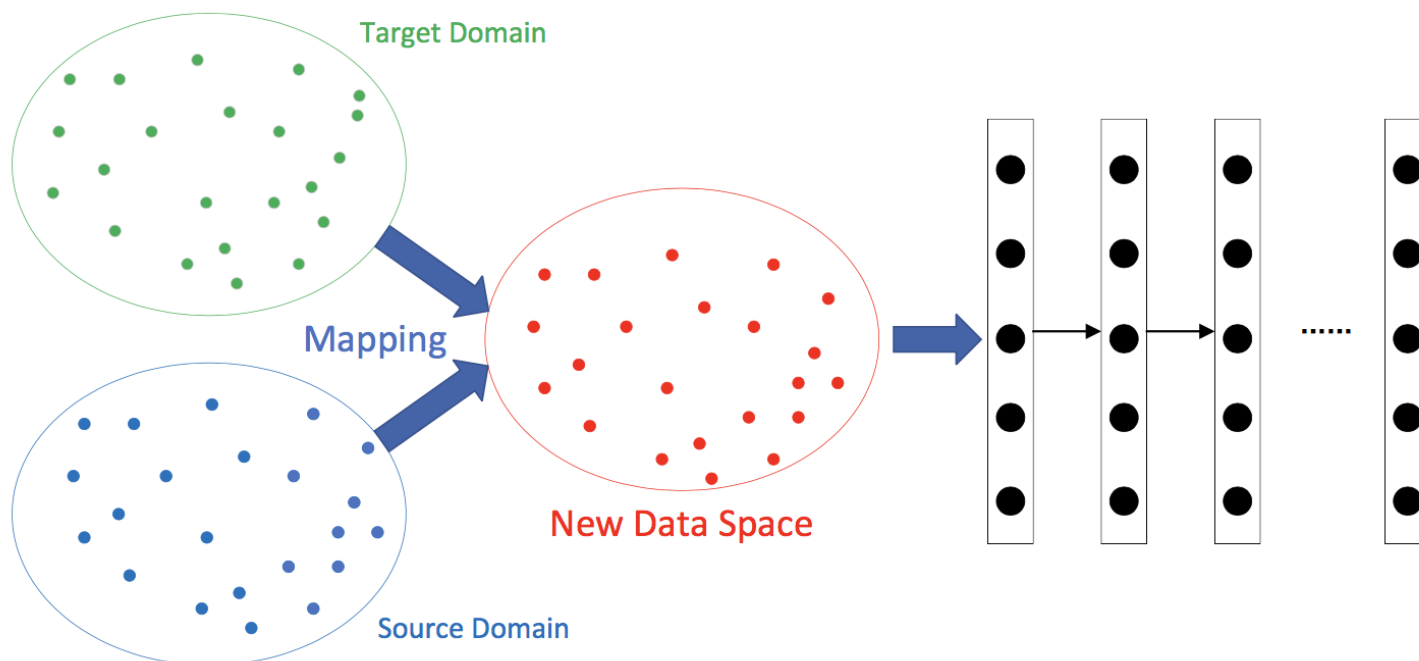 Target Domain
Mapping
New Data Space
Source Domain
......